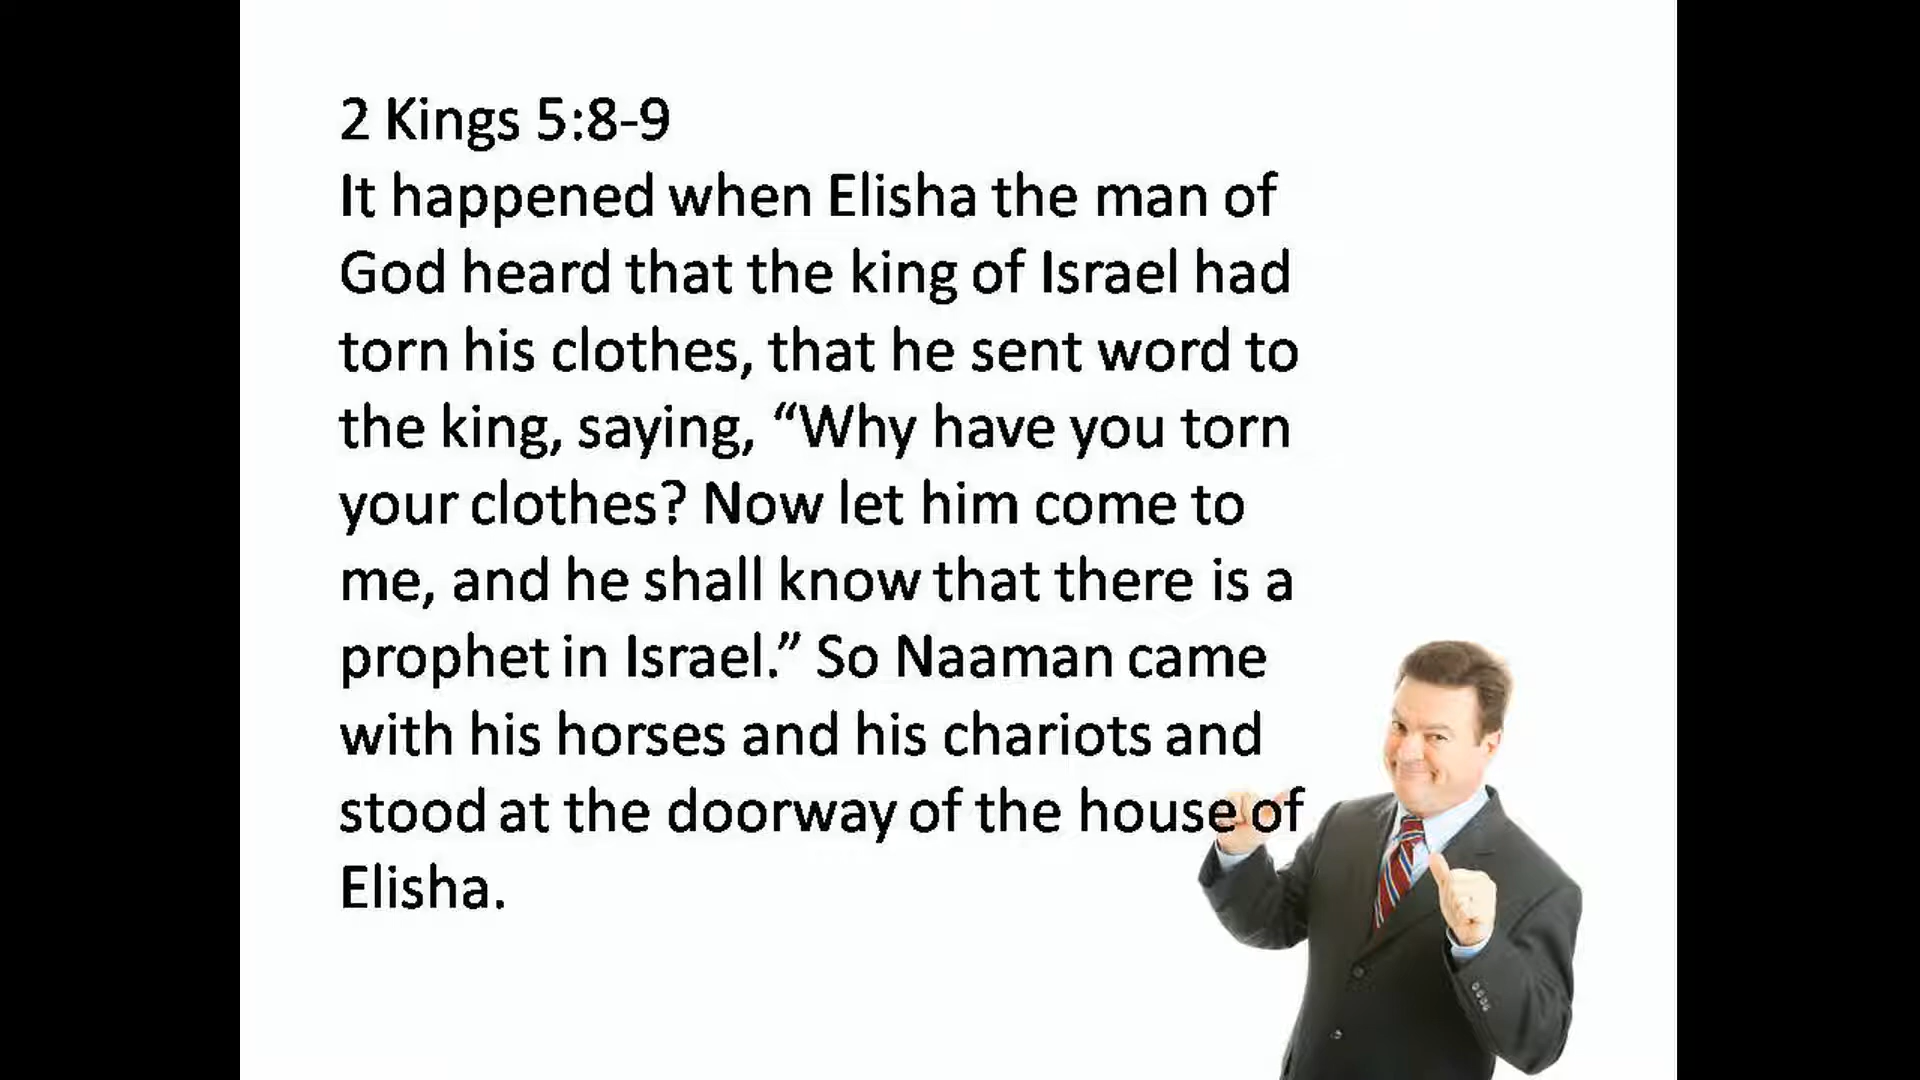 2 Kings 5:8-9
It happened when Elisha the man of
God heard that the king of Israel had
torn his clothes, that he sent word to
the king, saying, “Why have you torn
your clothes? Now let him come to
me, and he shall know that there is a
prophet in Israel.” So Naaman came
with his horses and his chariots and
stood at the doorway of the house of
Elisha.